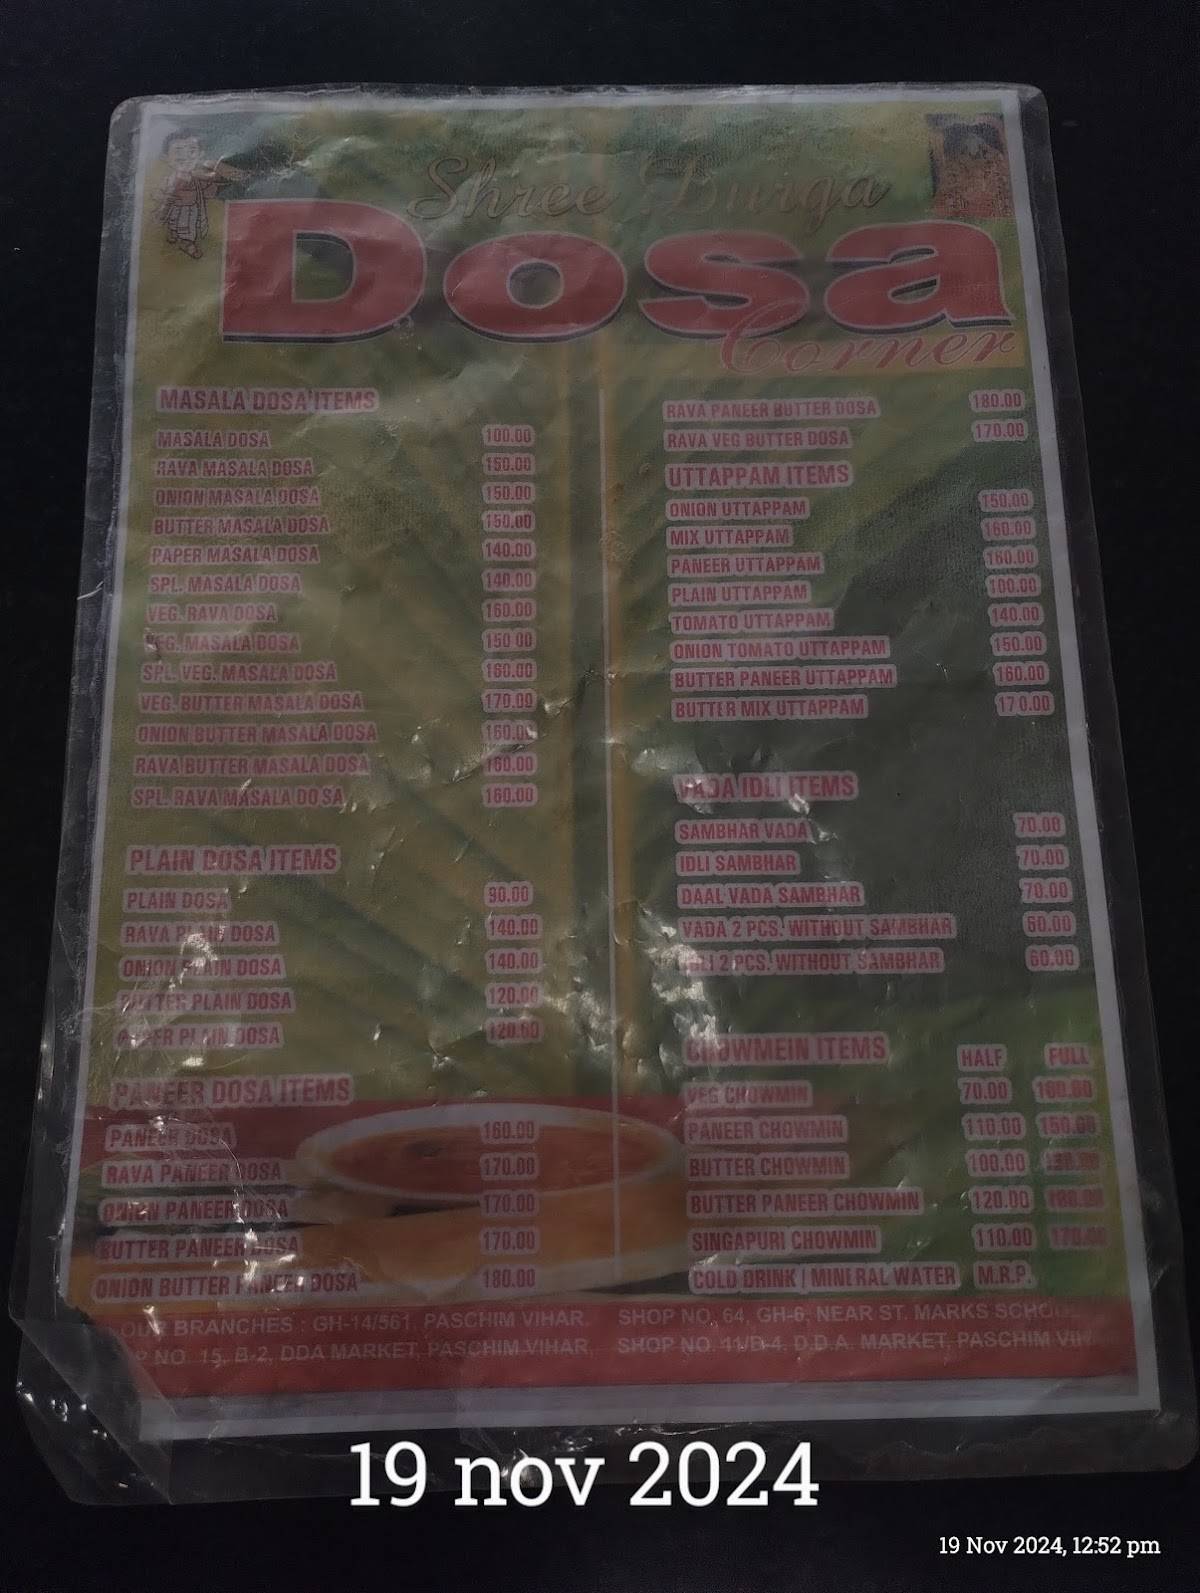 Shree Durga
Dosa
Corner
MASALA DOSA ITEMS
MASALA DOSA 100.00
RAVA MASALA DOSA 150.00
ONION MASALA DOSA 150.00
BUTTER MASALA DOSA 150.00
PAPER MASALA DOSA 140.00
SPL. MASALA DOSA 140.00
VEG. RAVA DOSA 160.00
VEG. MASALA DOSA 150.00
SPL. VEG. MASALA DOSA 160.00
VEG. BUTTER MASALA DOSA 170.00
ONION BUTTER MASALA DOSA 160.00
RAVA BUTTER MASALA DOSA 160.00
SPL. RAVA MASALA DOSA 160.00
PLAIN DOSA ITEMS
PLAIN DOSA 90.00
RAVA PLAIN DOSA 140.00
ONION PLAIN DOSA 140.00
BUTTER PLAIN DOSA 120.00
PAPER PLAIN DOSA 120.00
PANEER DOSA ITEMS
PANEER DOSA 160.00
RAVA PANEER DOSA 170.00
ONION PANEER DOSA 170.00
BUTTER PANEER DOSA 170.00
ONION BUTTER PANEER DOSA 180.00
RAVA PANEER BUTTER DOSA 180.00
RAVA VEG BUTTER DOSA 170.00
UTTAPPAM ITEMS
ONION UTTAPPAM 150.00
MIX UTTAPPAM 160.00
PANEER UTTAPPAM 160.00
PLAIN UTTAPPAM 100.00
TOMATO UTTAPPAM 140.00
ONION TOMATO UTTAPPAM 150.00
BUTTER PANEER UTTAPPAM 160.00
BUTTER MIX UTTAPPAM 170.00
VADA IDLI ITEMS
SAMBHAR VADA 70.00
IDLI SAMBHAR 70.00
DAAL VADA SAMBHAR 70.00
VADA 2 PCS. WITHOUT SAMBHAR 60.00
IDLI 2 PCS. WITHOUT SAMBHAR 60.00
CHOWMEIN ITEMS HALF FULL
VEG CHOWMIN 70.00 100.00
PANEER CHOWMIN 110.00 150.00
BUTTER CHOWMIN 100.00
BUTTER PANEER CHOWMIN 120.00 180.00
SINGAPURI CHOWMIN 110.00 170.00
COLD DRINK / MINERAL WATER M.R.P.
OUR BRANCHES : GH-14/561, PASCHIM VIHAR, SHOP NO. 64, GH-6, NEAR ST. MARKS SCHOOL
NO. 15, B-2, DDA MARKET, PASCHIM VIHAR, SHOP NO. 41/B-4, D.D.A. MARKET, PASCHIM
19 nov 2024
19 Nov 2024, 12:52 pm